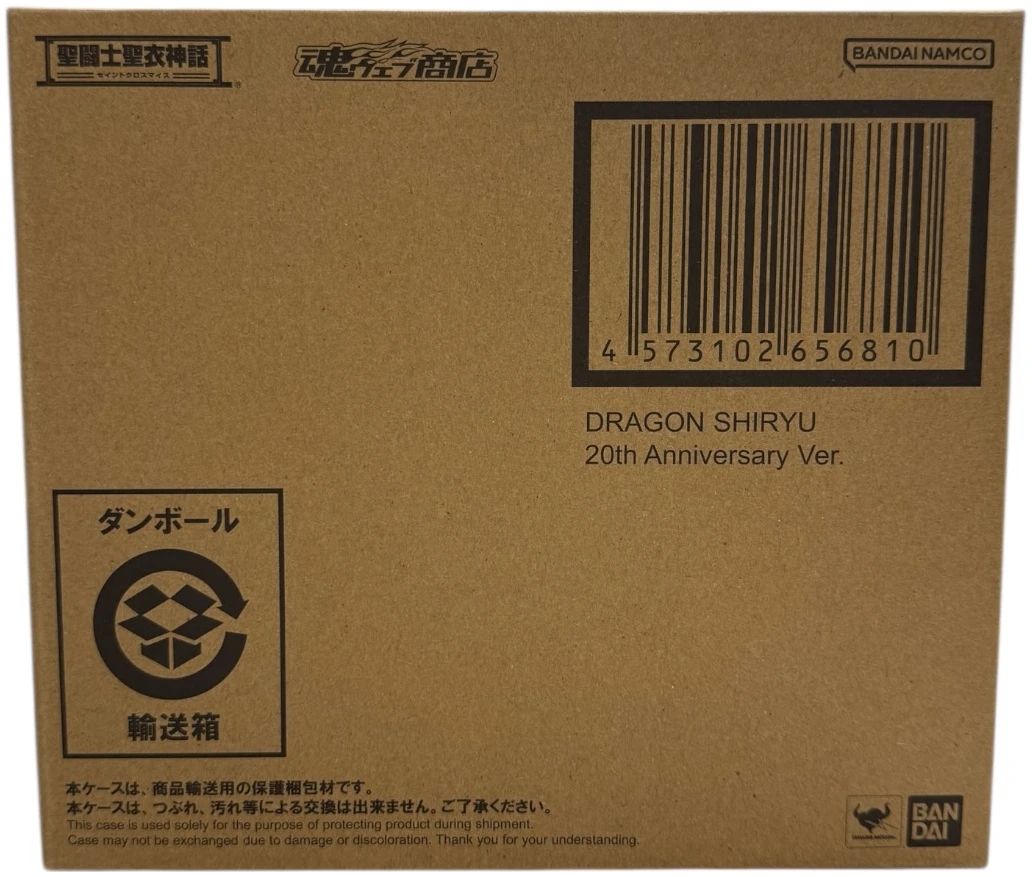 聖闘士聖衣神話
セイントクロスマイス
魂ウェブ商店
BANDAI NAMCO
4 573102 656810
DRAGON SHIRYU
20th Anniversary Ver.
ダンボール
輸送箱
本ケースは、商品輸送用の保護梱包材です。
本ケースは、つぶれ、汚れ等による交換は出来ません。ご了承ください。
This case is used solely for the purpose of protecting product during shipment.
Case may not be exchanged due to damage or discoloration. Thank you for your understanding.
BAN
DAI